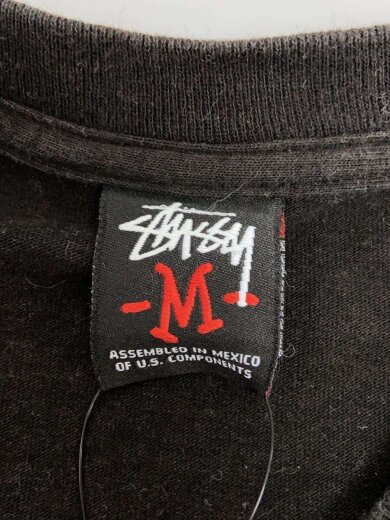 STÜSSY
-M-
ASSEMBLED IN MEXICO
OF U.S. COMPONENTS